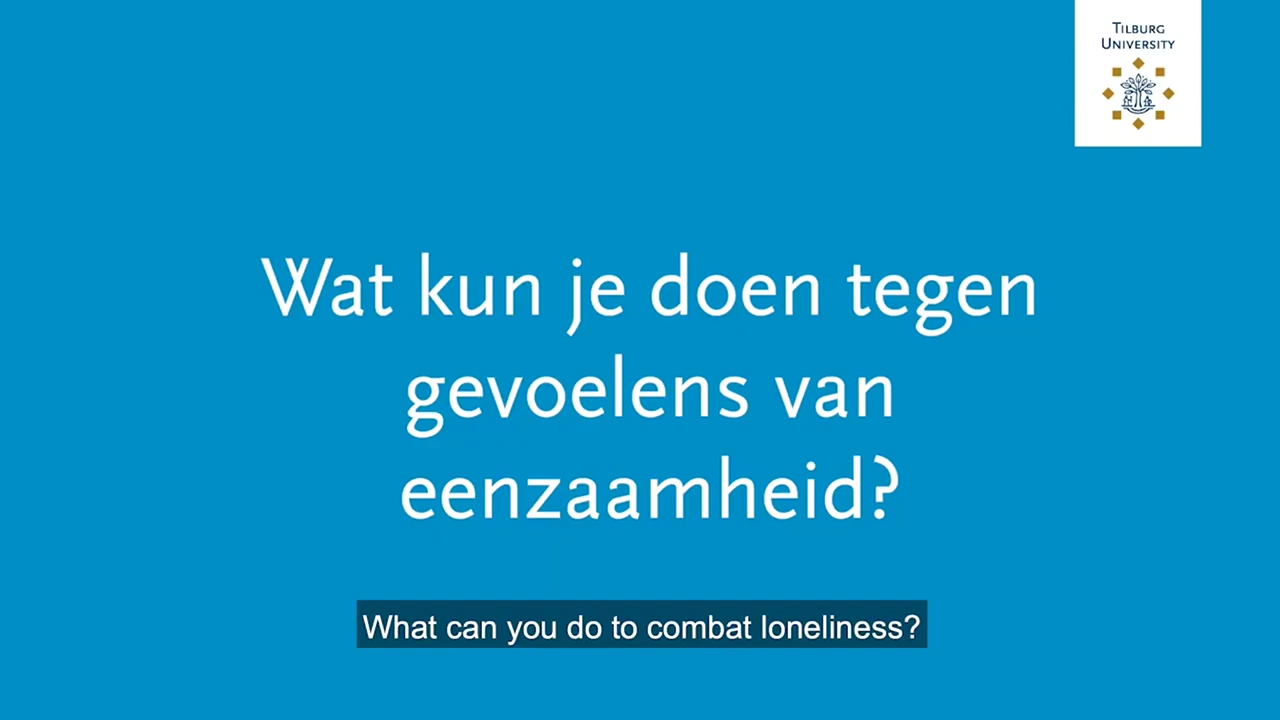 TILBURG
UNIVERSITY
Wat kun je doen tegen
gevoelens van
eenzaamheid?
What can you do to combat loneliness?